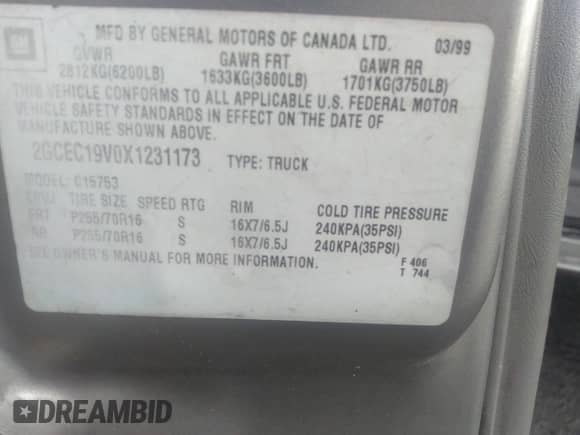 GM
MFD BY GENERAL MOTORS OF CANADA LTD. 03/99
GVWR GAWR FRT GAWR RR
2812KG(6200LB) 1633KG(3600LB) 1701KG(3750LB)
THIS VEHICLE CONFORMS TO ALL APPLICABLE U.S. FEDERAL MOTOR
VEHICLE SAFETY STANDARDS IN EFFECT ON THE DATE OF
MANUFACTURE SHOWN ABOVE.
2GCEC19V0X1231173 TYPE: TRUCK
MODEL: C15753
TIRE SIZE SPEED RTG RIM COLD TIRE PRESSURE
FRT P255/70R16 S 16X7/6.5J 240KPA(35PSI)
RR P255/70R16 S 16X7/6.5J 240KPA(35PSI)
SEE OWNER'S MANUAL FOR MORE INFORMATION. F 406
T 744
DREAMBID